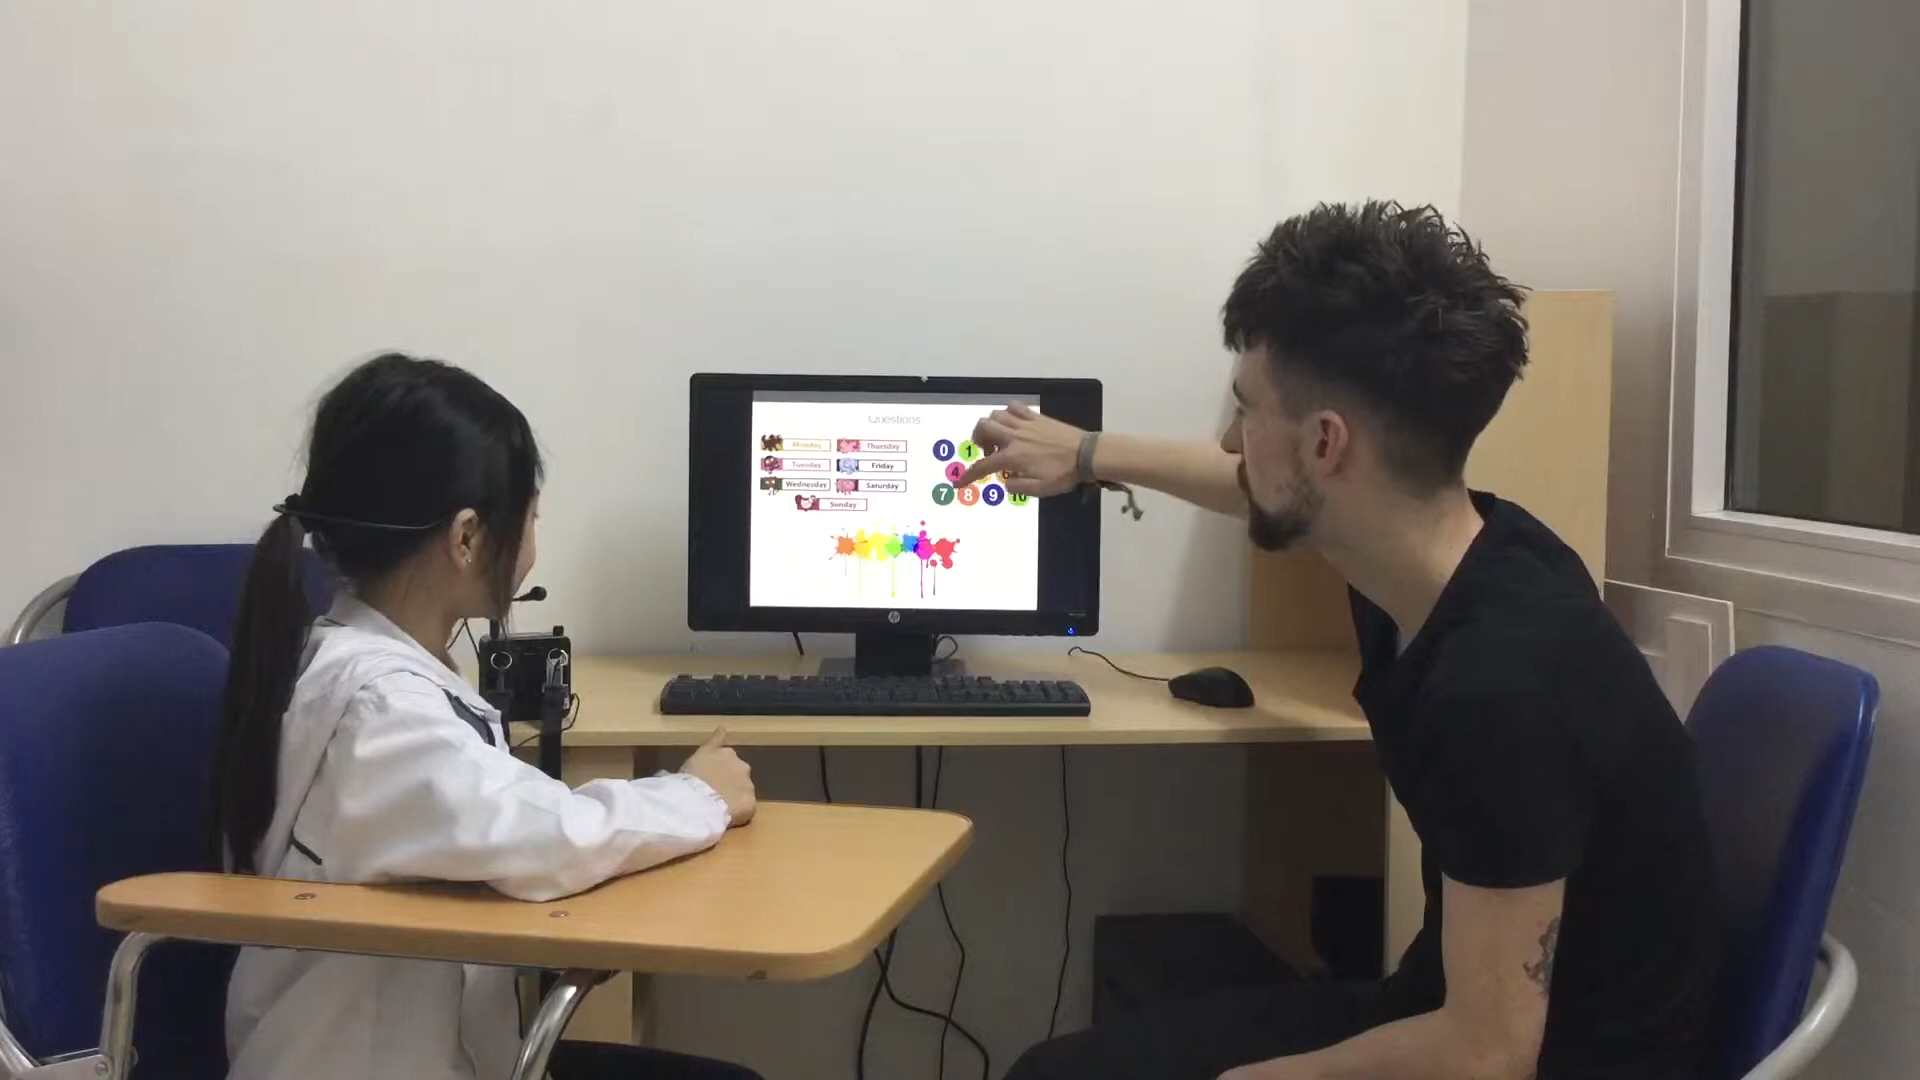 Questions
Monday Thursday
Tuesday Friday
Wednesday Saturday
Sunday
0 1
4
7 8 9 10
hp